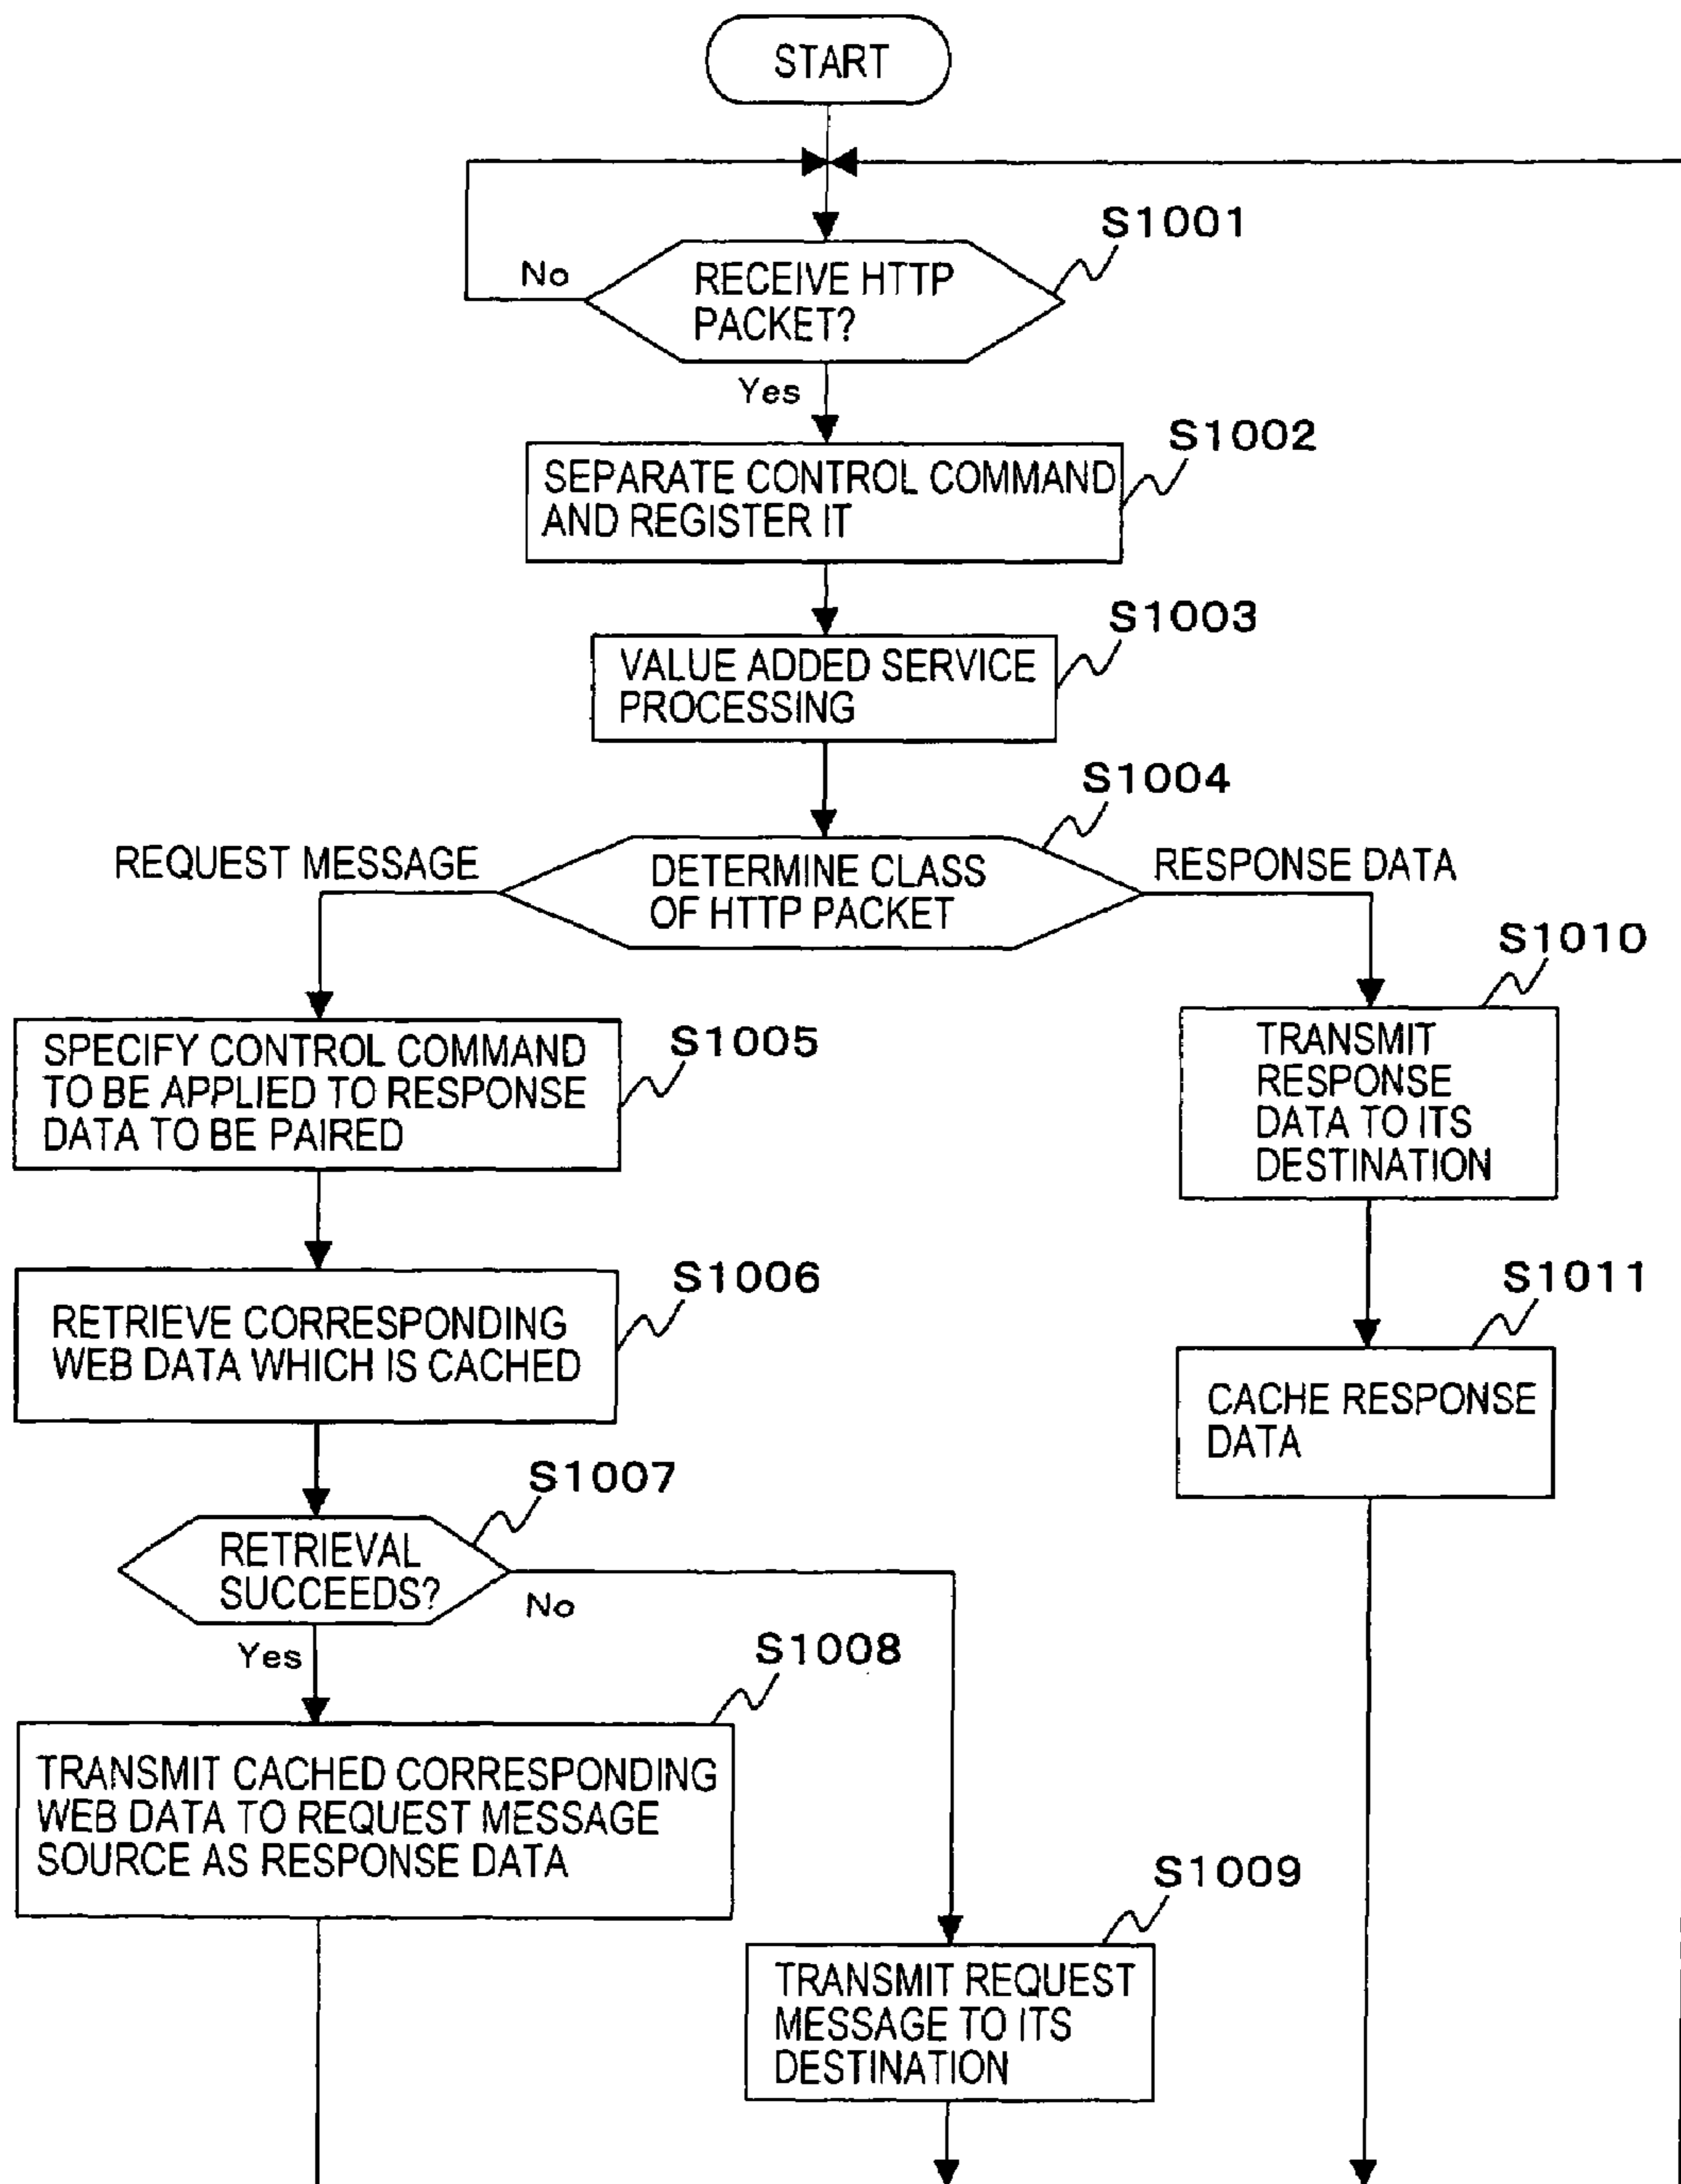 START
S1001
No
RECEIVE HTTP
PACKET?
Yes
S1002
SEPARATE CONTROL COMMAND
AND REGISTER IT
S1003
VALUE ADDED SERVICE
PROCESSING
S1004
REQUEST MESSAGE
DETERMINE CLASS
OF HTTP PACKET
RESPONSE DATA
S1005
SPECIFY CONTROL COMMAND
TO BE APPLIED TO RESPONSE
DATA TO BE PAIRED
S1010
TRANSMIT
RESPONSE
DATA TO ITS
DESTINATION
S1006
RETRIEVE CORRESPONDING
WEB DATA WHICH IS CACHED
S1011
CACHE RESPONSE
DATA
S1007
RETRIEVAL
SUCCEEDS?
No
Yes
S1008
TRANSMIT CACHED CORRESPONDING
WEB DATA TO REQUEST MESSAGE
SOURCE AS RESPONSE DATA
S1009
TRANSMIT REQUEST
MESSAGE TO ITS
DESTINATION